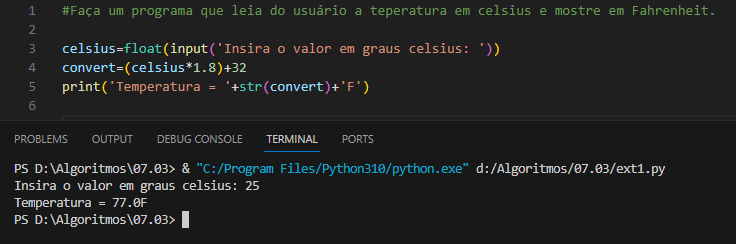 1 #Faça um programa que leia do usuário a teperatura em celsius e mostre em Fahrenheit.
2
3 celsius=float(input('Insira o valor em graus celsius: '))
4 convert=(celsius*1.8)+32
5 print('Temperatura = '+str(convert)+'F')
6
PROBLEMS OUTPUT DEBUG CONSOLE TERMINAL PORTS
PS D:\Algoritmos\07.03> & "C:/Program Files/Python310/python.exe" d:/Algoritmos/07.03/ext1.py
Insira o valor em graus celsius: 25
Temperatura = 77.0F
PS D:\Algoritmos\07.03>